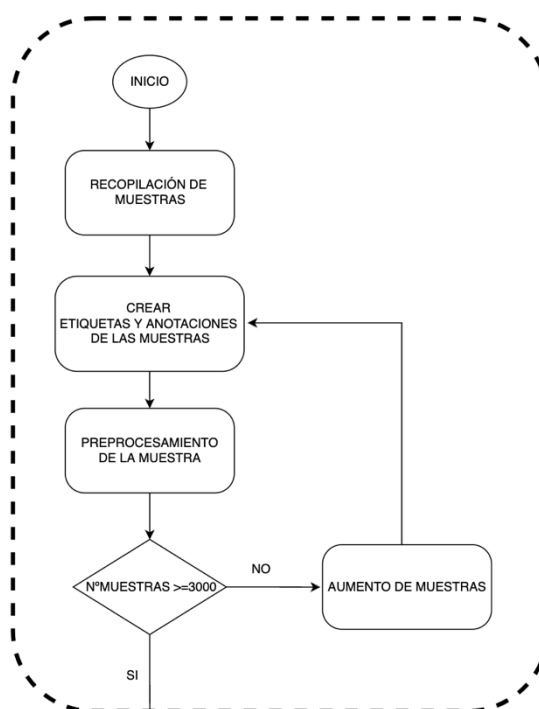 INICIO
RECOPILACIÓN DE
MUESTRAS
CREAR
ETIQUETAS Y ANOTACIONES
DE LAS MUESTRAS
PREPROCESAMIENTO
DE LA MUESTRA
NºMUESTRAS >=3000
NO
AUMENTO DE MUESTRAS
SI